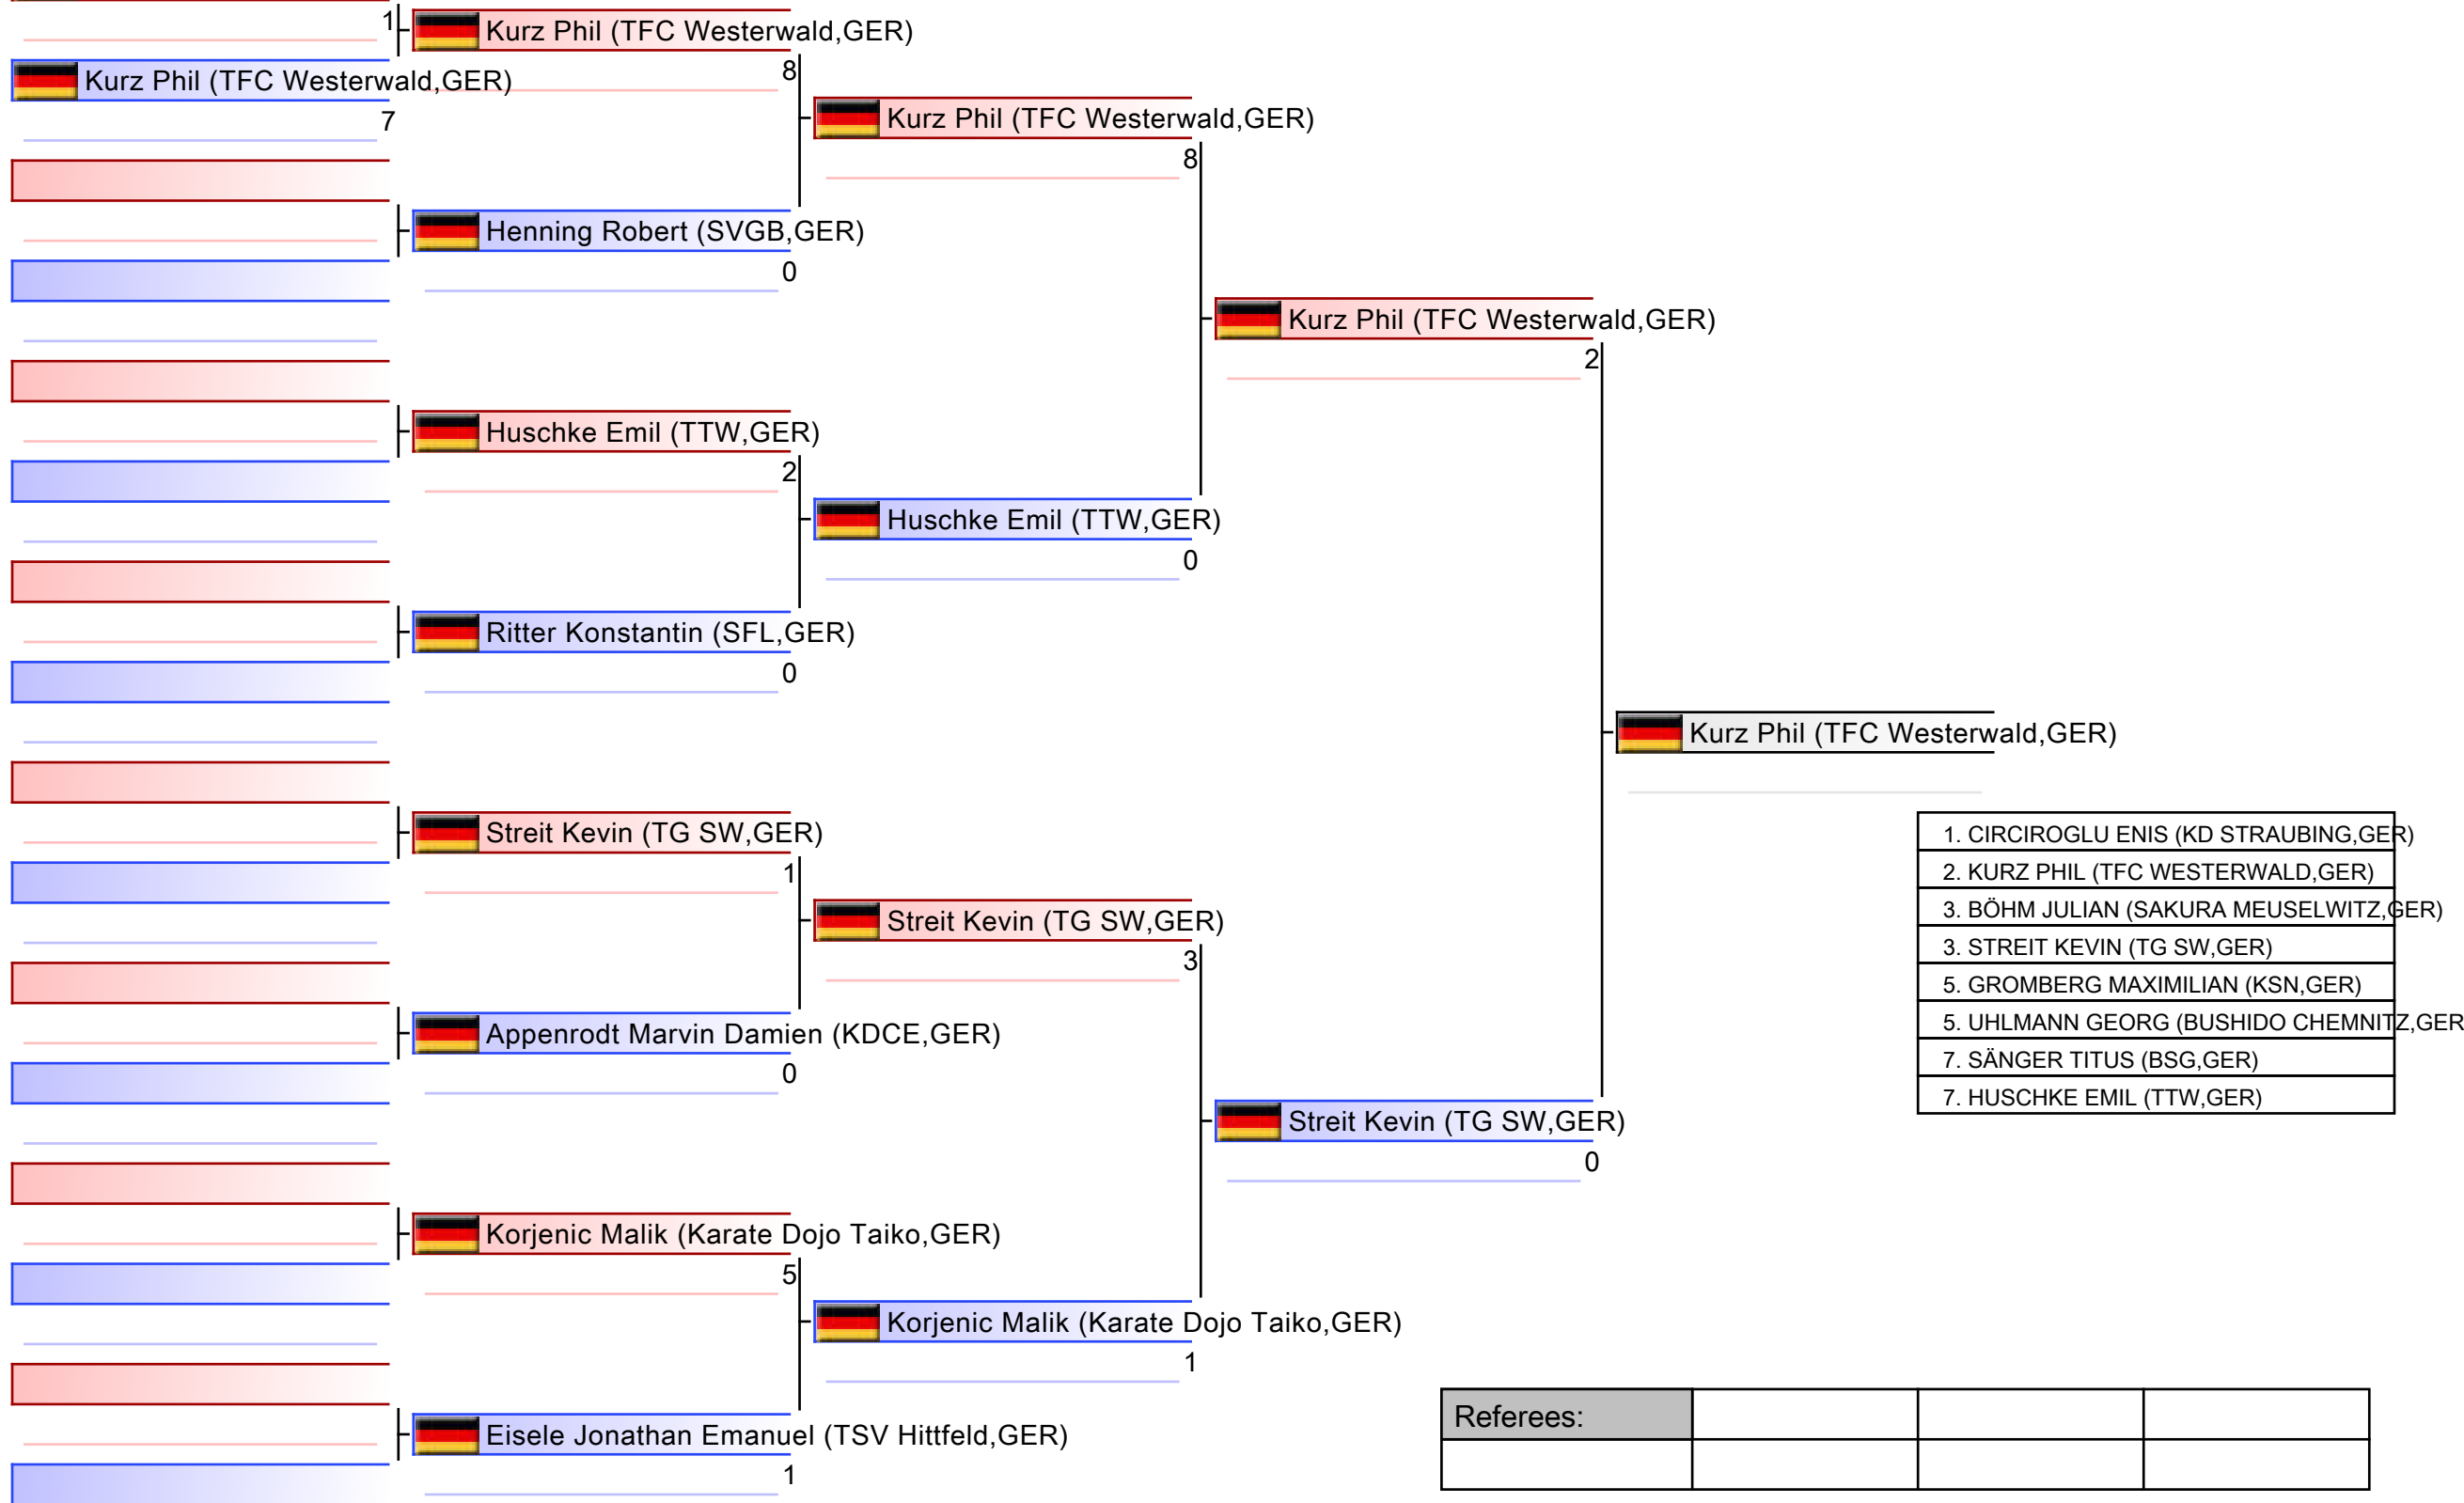 1
Kurz Phil (TFC Westerwald,GER)
8
Kurz Phil (TFC Westerwald,GER)
7
Kurz Phil (TFC Westerwald,GER)
8
Henning Robert (SVGB,GER)
0
Kurz Phil (TFC Westerwald,GER)
2
Huschke Emil (TTW,GER)
2
Huschke Emil (TTW,GER)
0
Ritter Konstantin (SFL,GER)
0
Kurz Phil (TFC Westerwald,GER)
Streit Kevin (TG SW,GER)
1
Streit Kevin (TG SW,GER)
3
Appenrodt Marvin Damien (KDCE,GER)
0
Streit Kevin (TG SW,GER)
0
Korjenic Malik (Karate Dojo Taiko,GER)
5
Korjenic Malik (Karate Dojo Taiko,GER)
1
Eisele Jonathan Emanuel (TSV Hittfeld,GER)
1
1. CIRCIROGLU ENIS (KD STRAUBING,GER)
2. KURZ PHIL (TFC WESTERWALD,GER)
3. BÖHM JULIAN (SAKURA MEUSELWITZ,GER)
3. STREIT KEVIN (TG SW,GER)
5. GROMBERG MAXIMILIAN (KSN,GER)
5. UHLMANN GEORG (BUSHIDO CHEMNITZ,GER
7. SÄNGER TITUS (BSG,GER)
7. HUSCHKE EMIL (TTW,GER)
Referees: